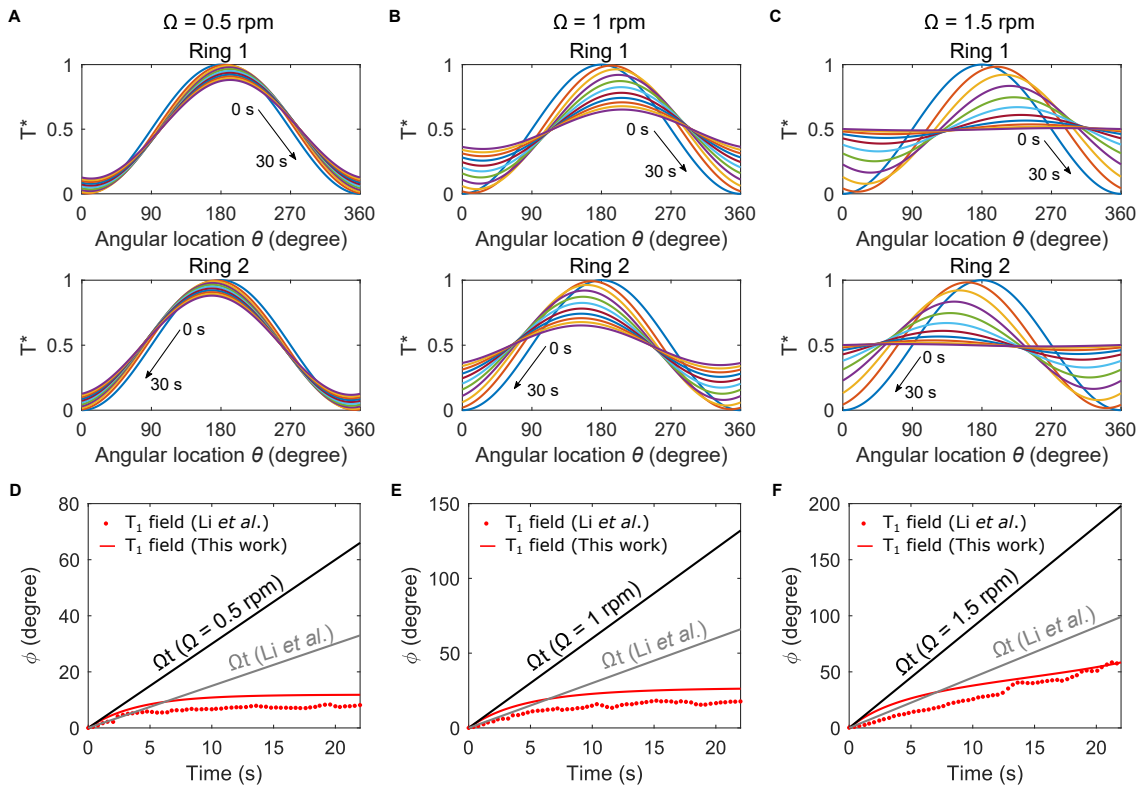 A
Ω = 0.5 rpm
Ring 1
T*
1
0.5
0
0 s
30 s
0 90 180 270 360
Angular location θ (degree)
Ring 2
T*
1
0.5
0
0 s
30 s
0 90 180 270 360
Angular location θ (degree)
B
Ω = 1 rpm
Ring 1
T*
1
0.5
0
0 s
30 s
0 90 180 270 360
Angular location θ (degree)
Ring 2
T*
1
0.5
0
0 s
30 s
0 90 180 270 360
Angular location θ (degree)
C
Ω = 1.5 rpm
Ring 1
T*
1
0.5
0
0 s
30 s
0 90 180 270 360
Angular location θ (degree)
Ring 2
T*
1
0.5
0
0 s
30 s
0 90 180 270 360
Angular location θ (degree)
D
ϕ (degree)
80
60
40
20
0
T₁ field (Li et al.)
T₁ field (This work)
Ωt (Ω = 0.5 rpm)
Ωt (Li et al.)
0 5 10 15 20
Time (s)
E
ϕ (degree)
150
100
50
0
T₁ field (Li et al.)
T₁ field (This work)
Ωt (Ω = 1 rpm)
Ωt (Li et al.)
0 5 10 15 20
Time (s)
F
ϕ (degree)
200
150
100
50
0
T₁ field (Li et al.)
T₁ field (This work)
Ωt (Ω = 1.5 rpm)
Ωt (Li et al.)
0 5 10 15 20
Time (s)